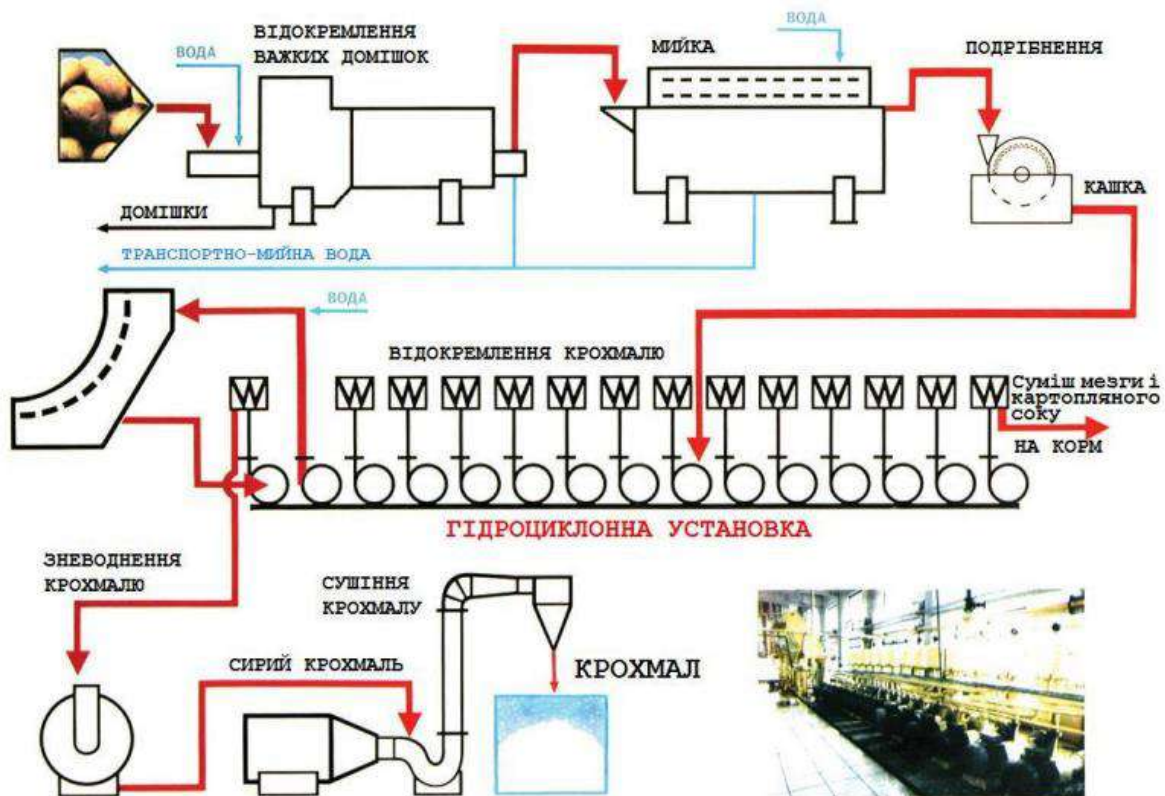 ВІДОКРЕМЛЕННЯ
ВАЖКИХ ДОМІШОК
ВОДА
ВОДА
МИЙКА
ПОДРІБНЕННЯ
КАШКА
ДОМІШКИ
ТРАНСПОРТНО-МИЙНА ВОДА
ВОДА
ВІДОКРЕМЛЕННЯ КРОХМАЛЮ
Суміш мезги і
картопляного
соку
НА КОРМ
ГІДРОЦИКЛОННА УСТАНОВКА
ЗНЕВОДНЕННЯ
КРОХМАЛЮ
СУШІННЯ
КРОХМАЛУ
СИРИЙ КРОХМАЛЬ
КРОХМАЛ